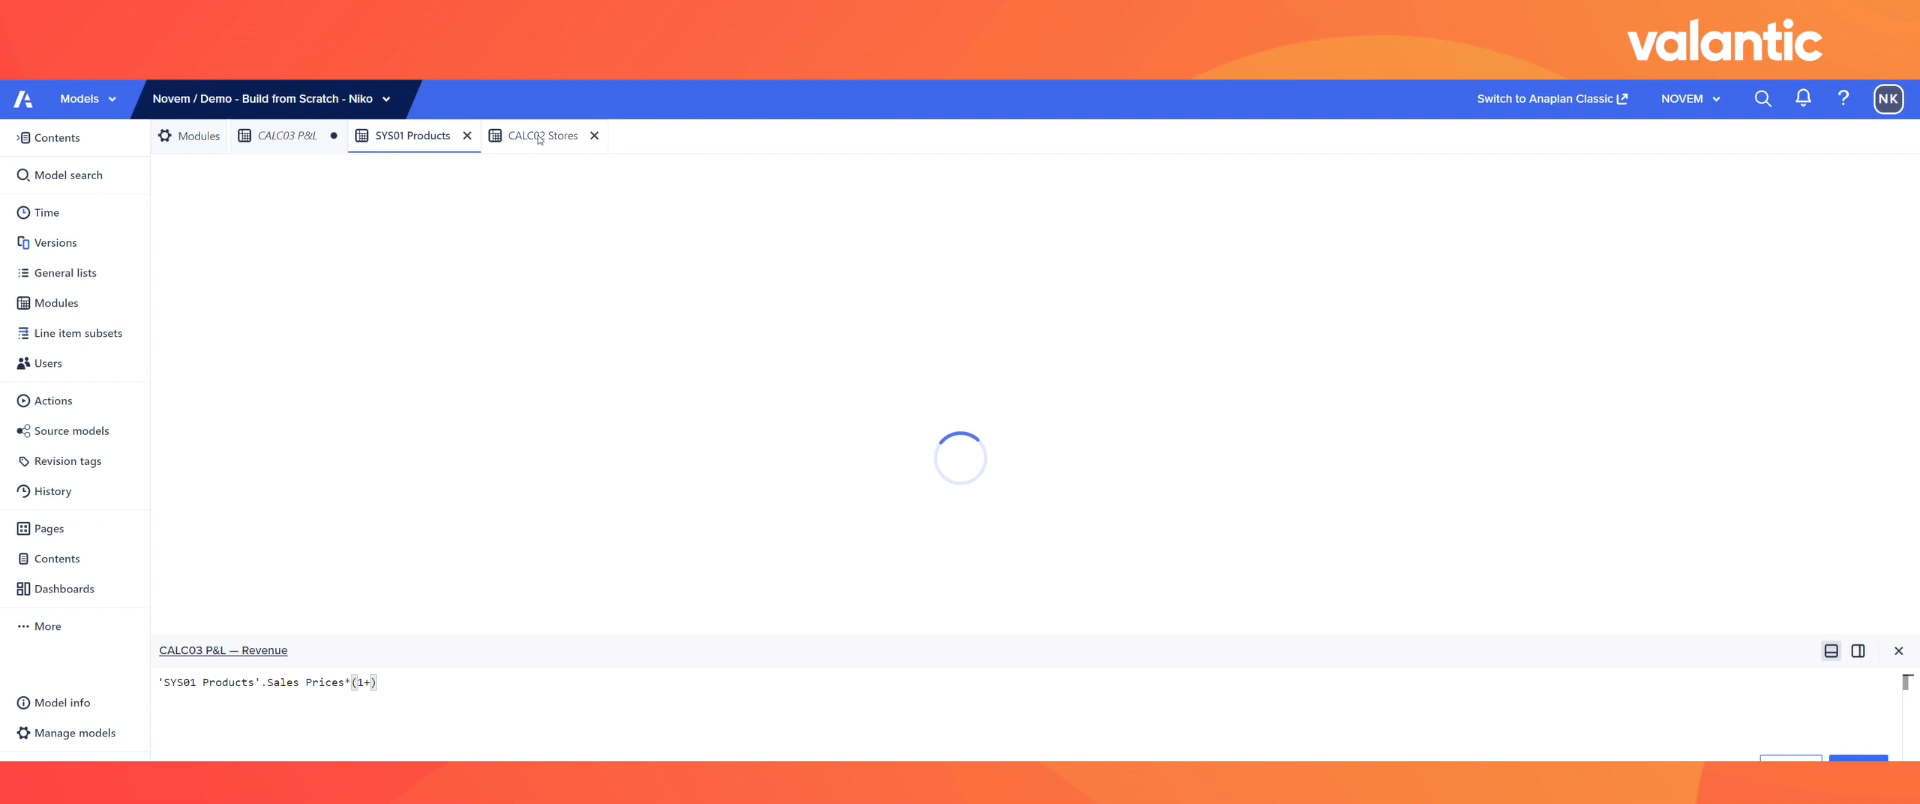 valantic
Models
Novem / Demo - Build from Scratch - Niko
Switch to Anaplan Classic
NOVEM
?
NK
Contents
Modules
CALC03 P&L
SYS01 Products
CALC02 Stores
Model search
Time
Versions
General lists
Modules
Line item subsets
Users
Actions
Source models
Revision tags
History
Pages
Contents
Dashboards
More
CALC03 P&L — Revenue
'SYS01 Products'.Sales Prices*(1+)
Model info
Manage models